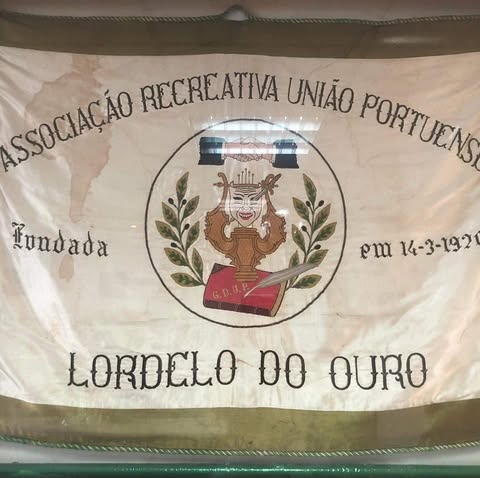 ASSOCIAÇÃO RECREATIVA UNIÃO PORTUENSE
Fundada
em 14-3-1920
G.D.U.P.
LORDELO DO OURO